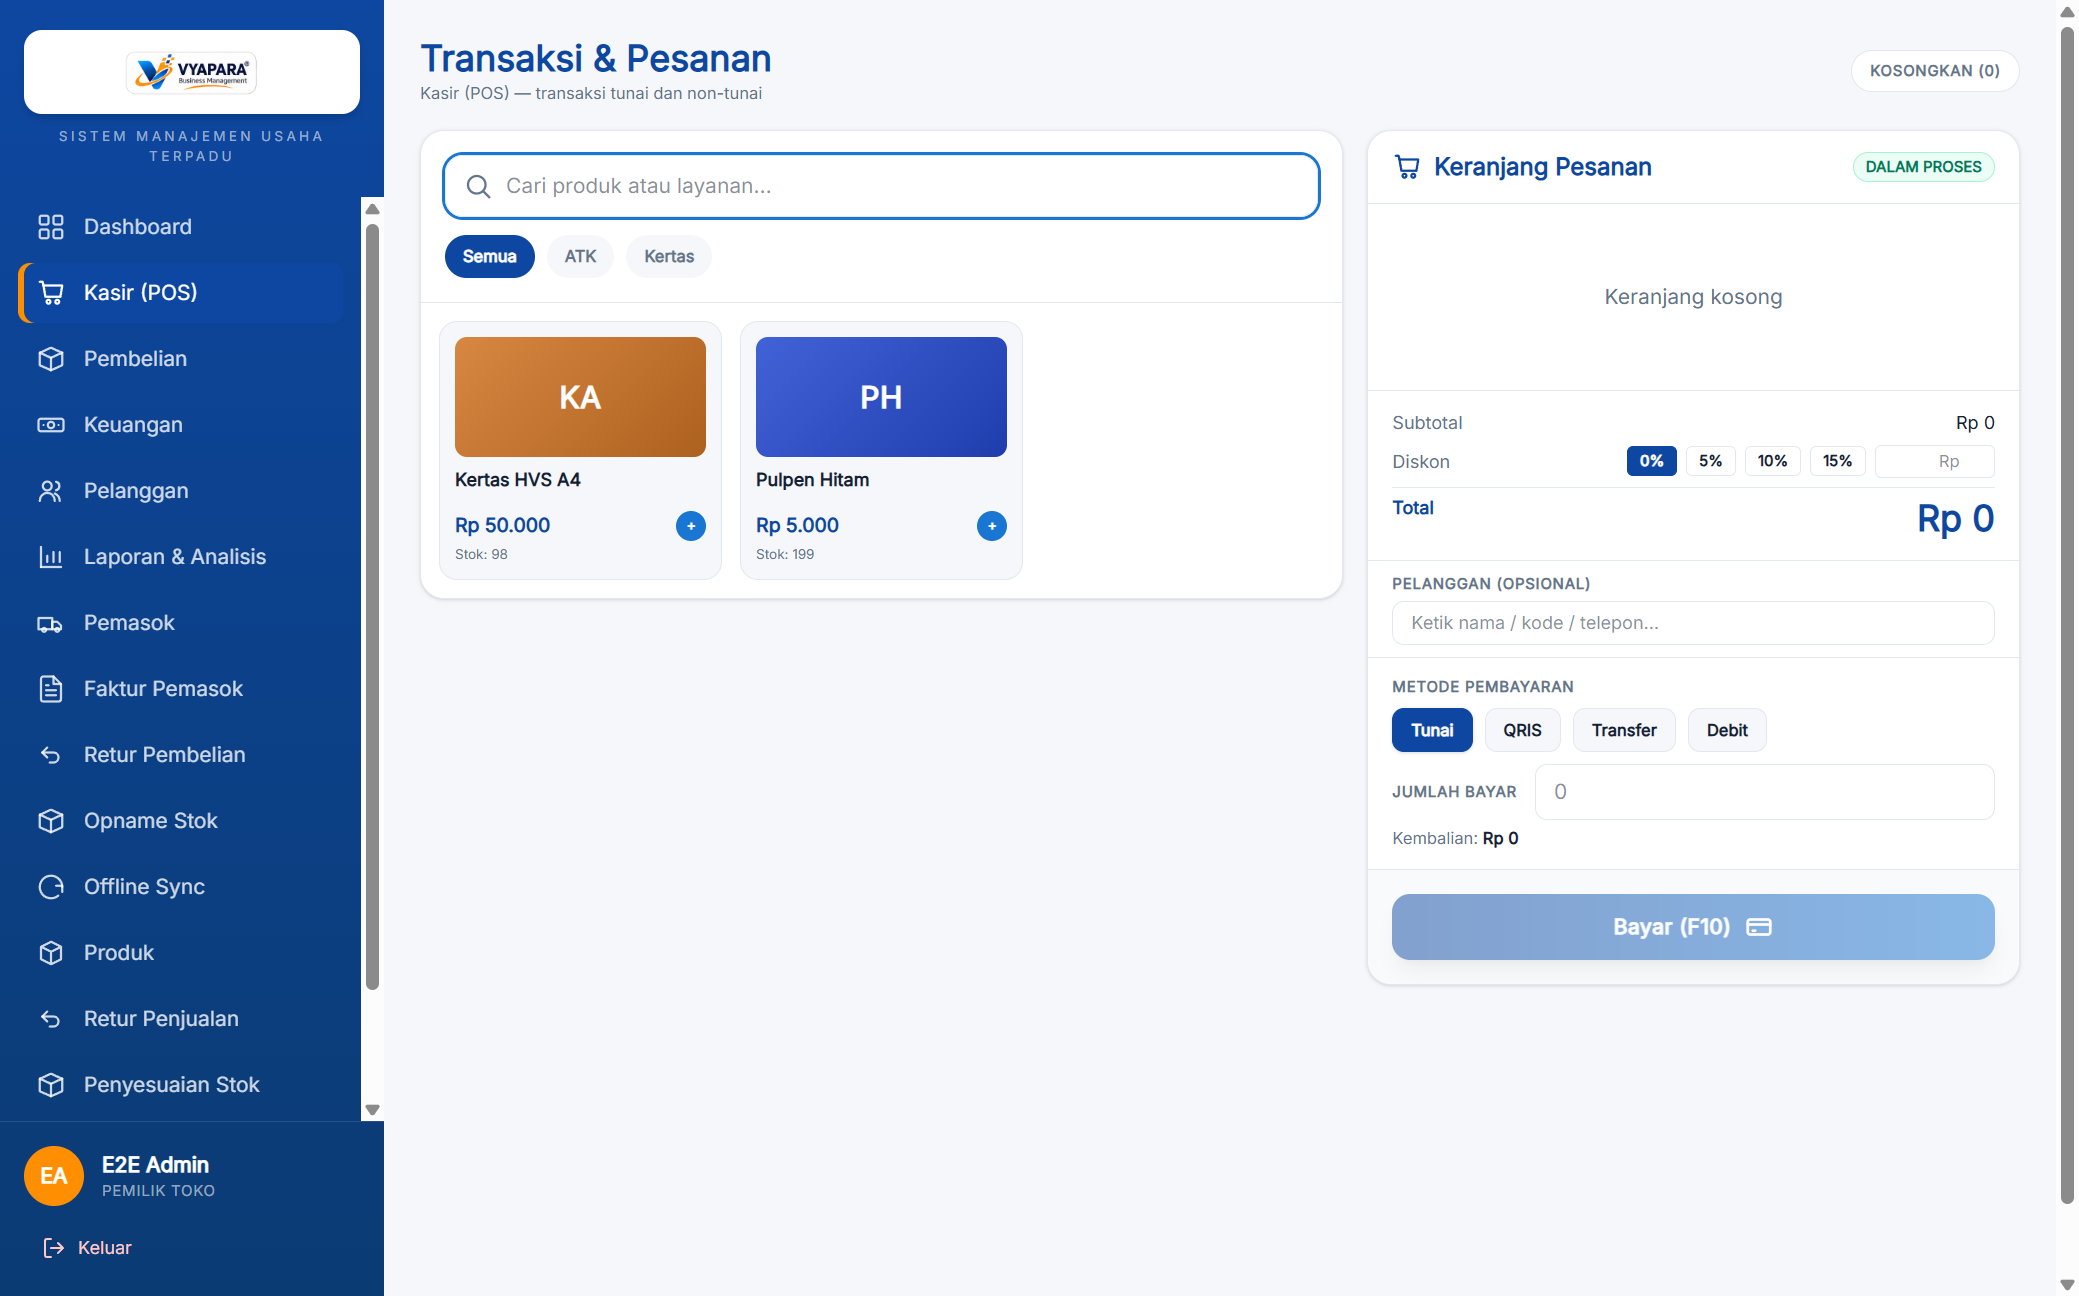 VYAPARA®
Business Management
SISTEM MANAJEMEN USAHA
TERPADU
Dashboard
Kasir (POS)
Pembelian
Keuangan
Pelanggan
Laporan & Analisis
Pemasok
Faktur Pemasok
Retur Pembelian
Opname Stok
Offline Sync
Produk
Retur Penjualan
Penyesuaian Stok
EA
E2E Admin
PEMILIK TOKO
Keluar
Transaksi & Pesanan
Kasir (POS) — transaksi tunai dan non-tunai
KOSONGKAN (0)
Cari produk atau layanan...
Semua ATK Kertas
KA
Kertas HVS A4
Rp 50.000 +
Stok: 98
PH
Pulpen Hitam
Rp 5.000 +
Stok: 199
Keranjang Pesanan DALAM PROSES
Keranjang kosong
Subtotal Rp 0
Diskon 0% 5% 10% 15% Rp
Total Rp 0
PELANGGAN (OPSIONAL)
Ketik nama / kode / telepon...
METODE PEMBAYARAN
Tunai QRIS Transfer Debit
JUMLAH BAYAR 0
Kembalian: Rp 0
Bayar (F10)